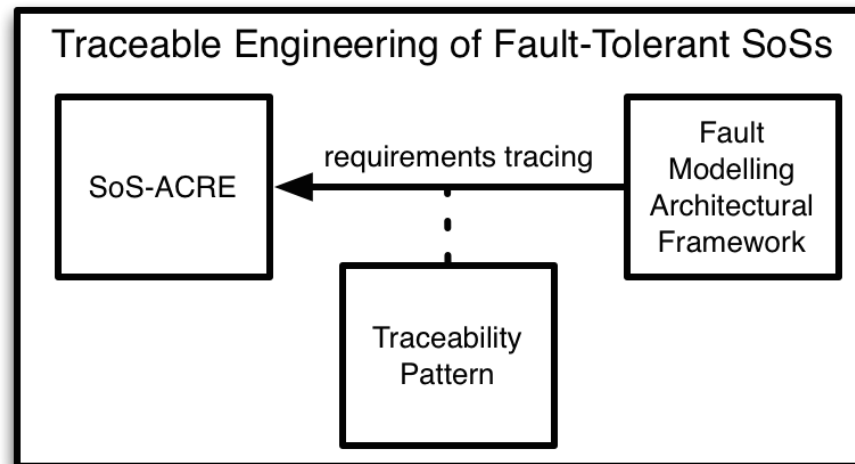 Traceable Engineering of Fault-Tolerant SoSs
SoS-ACRE
requirements tracing
Fault
Modelling
Architectural
Framework
Traceability
Pattern